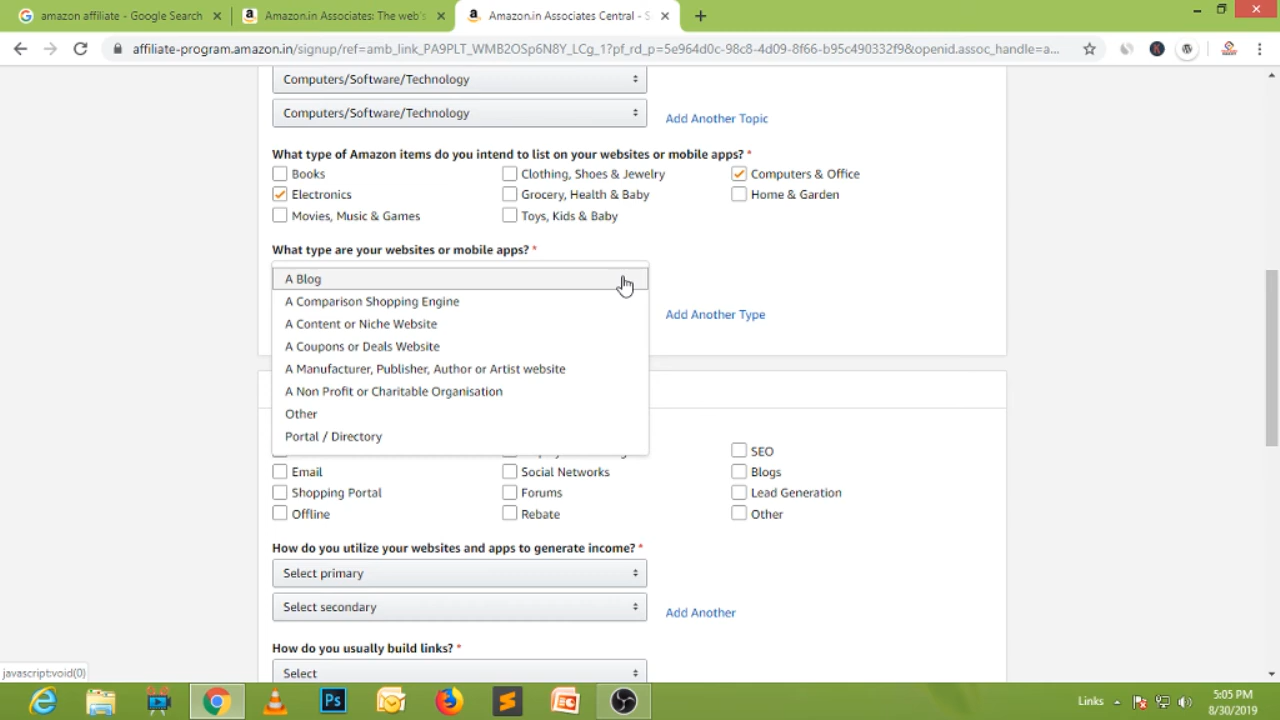 amazon affiliate - Google Search
Amazon.in Associates: The web's
Amazon.in Associates Central - S
affiliate-program.amazon.in/signup/ref=amb_link_PA9PLT_WMB2OSp6N8Y_LCg_1?pf_rd_p=5e964d0c-98c8-4d09-8f66-b95c490332f9&openid.assoc_handle=a...
Computers/Software/Technology
Computers/Software/Technology
Add Another Topic
What type of Amazon items do you intend to list on your websites or mobile apps? *
Books Clothing, Shoes & Jewelry Computers & Office
Electronics Grocery, Health & Baby Home & Garden
Movies, Music & Games Toys, Kids & Baby
What type are your websites or mobile apps? *
A Blog
A Comparison Shopping Engine
Add Another Type
A Content or Niche Website
A Coupons or Deals Website
A Manufacturer, Publisher, Author or Artist website
A Non Profit or Charitable Organisation
Other
Portal / Directory
SEO
Email Social Networks Blogs
Shopping Portal Forums Lead Generation
Offline Rebate Other
How do you utilize your websites and apps to generate income? *
Select primary
Select secondary
Add Another
How do you usually build links? *
Select
javascript:void(0)
Links
5:05 PM
8/30/2019